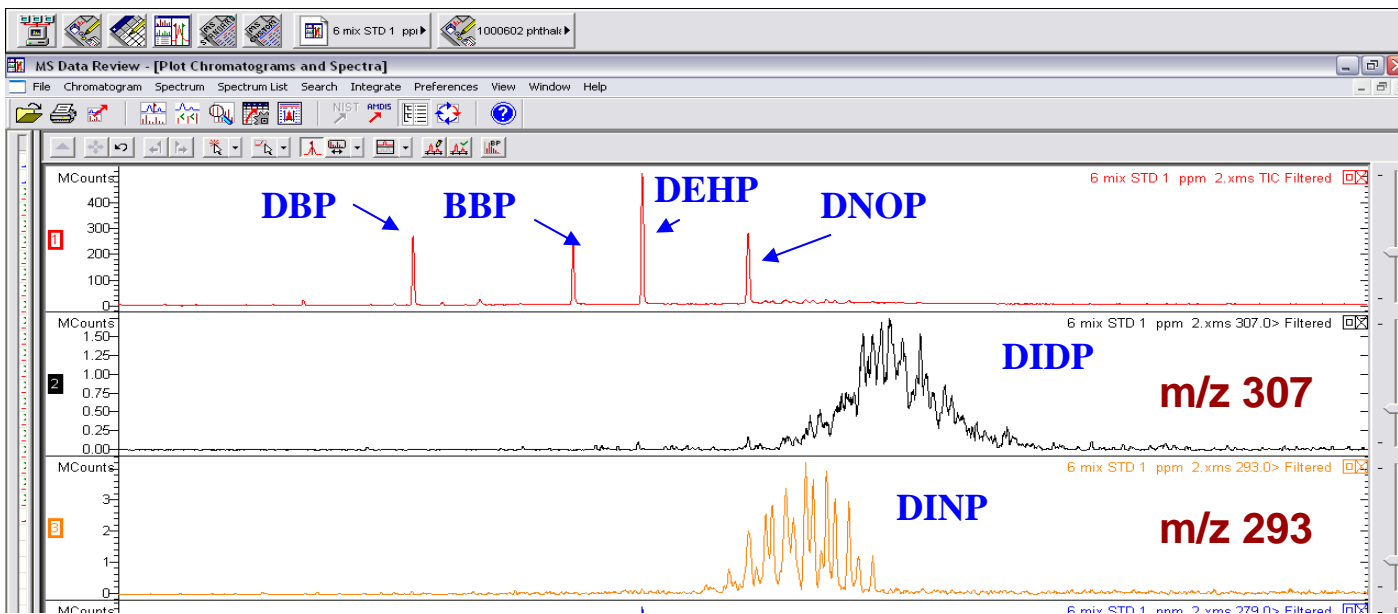 6 mix STD 1 ppi
1000602 phthala
MS Data Review - [Plot Chromatograms and Spectra]
File Chromatogram Spectrum Spectrum List Search Integrate Preferences View Window Help
NIST AMDIS
MCounts 6 mix STD 1 ppm 2.xms TIC Filtered
DBP BBP DEHP DNOP
400
300
1
200
100
0
MCounts 6 mix STD 1 ppm 2.xms 307.0> Filtered
1.50
DIDP
1.25
1.00
2
m/z 307
0.75
0.50
0.25
0.00
MCounts 6 mix STD 1 ppm 2.xms 293.0> Filtered
3
DINP
3
m/z 293
2
1
0
MCounts 6 mix STD 1 ppm 2.xms 279.0> Filtered